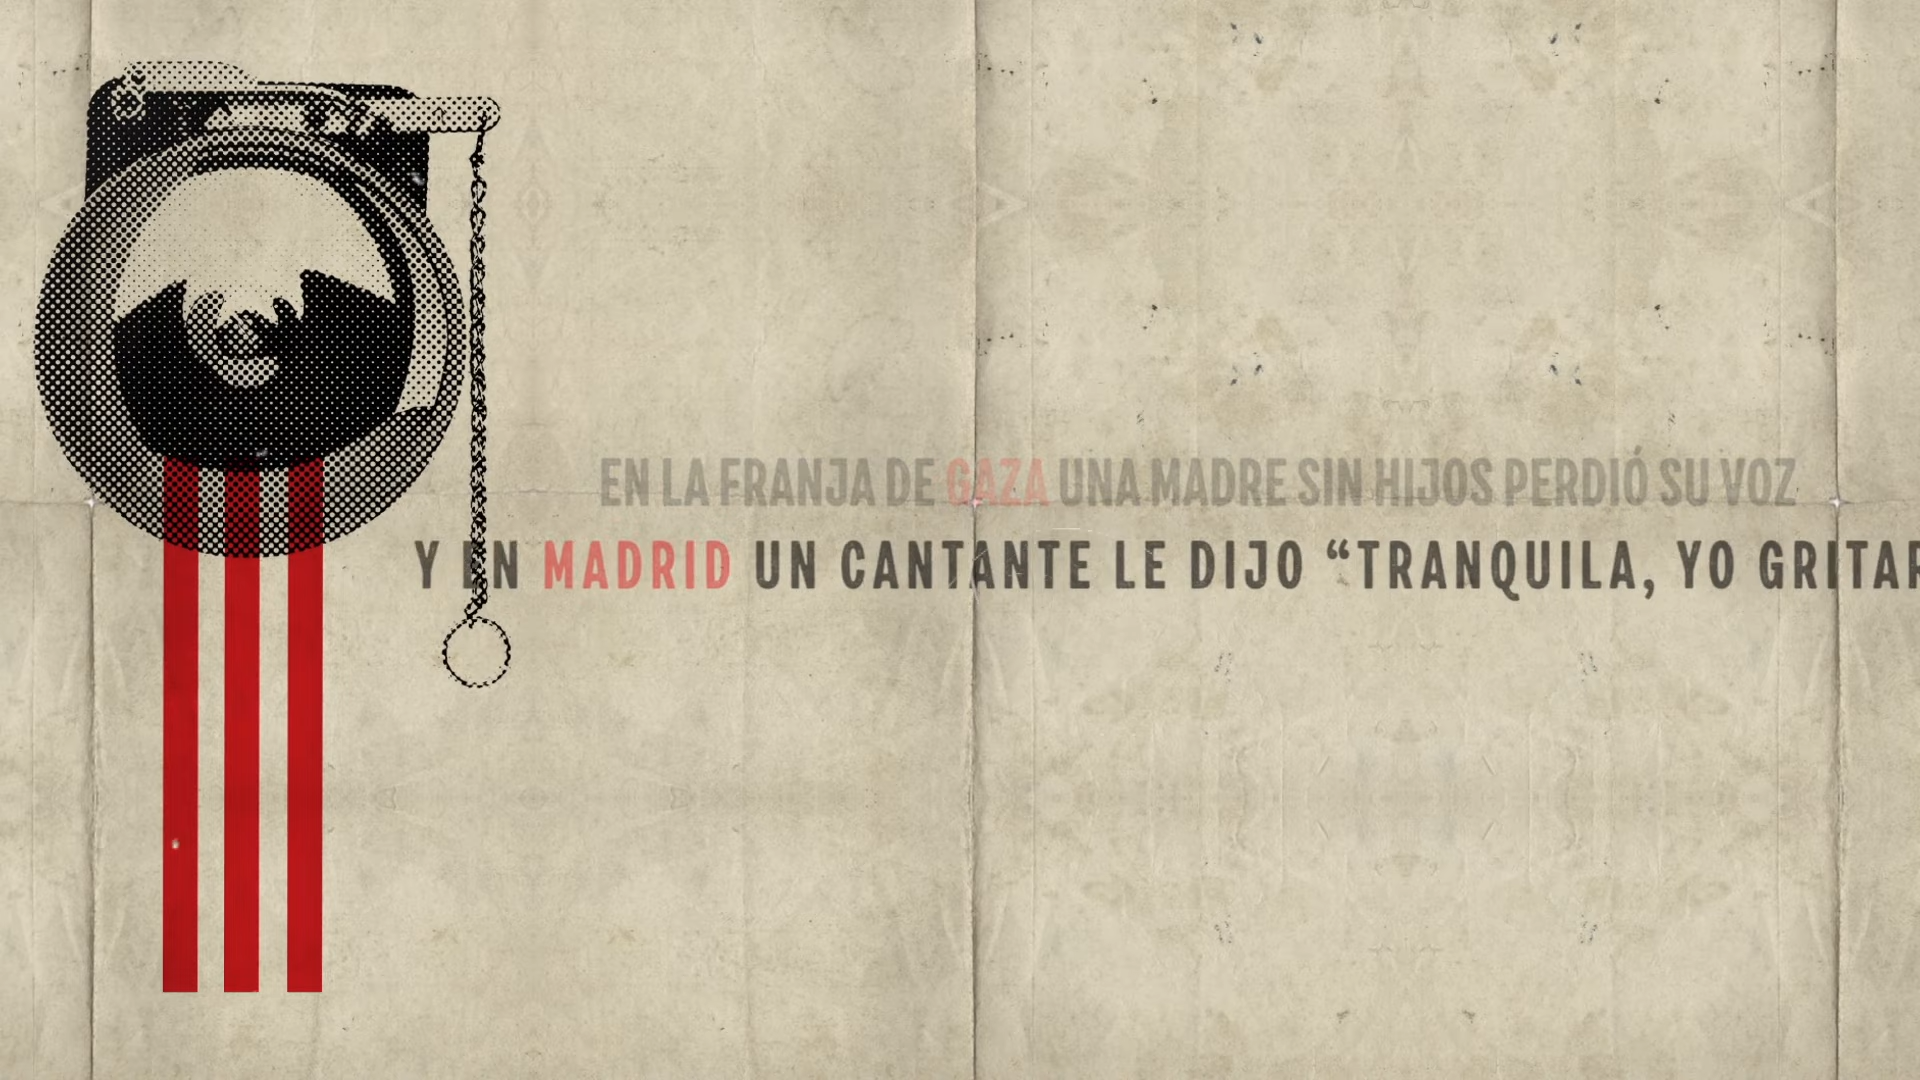 EN LA FRANJA DE GAZA UNA MADRE SIN HIJOS PERDIÓ SU VOZ
Y EN MADRID UN CANTANTE LE DIJO “TRANQUILA, YO GRITAR